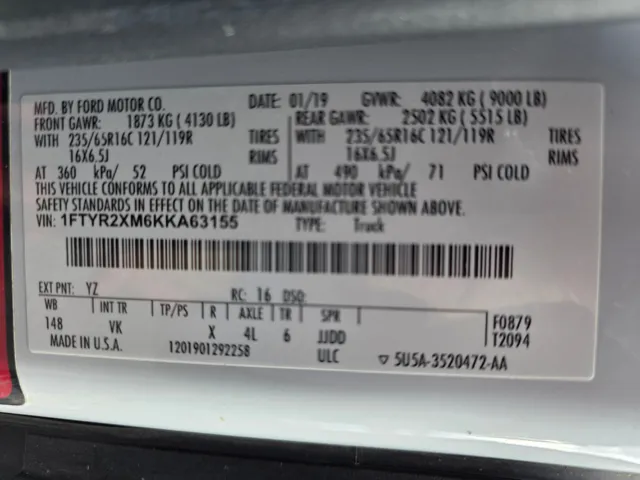 MFD. BY FORD MOTOR CO. DATE: 01/19 GVWR: 4082 KG ( 9000 LB)
FRONT GAWR: 1873 KG ( 4130 LB) REAR GAWR: 2502 KG ( 5515 LB)
WITH 235/65R16C 121/119R TIRES WITH 235/65R16C 121/119R TIRES
16X6.5J RIMS 16X6.5J RIMS
AT 360 kPa/ 52 PSI COLD AT 490 kPa/ 71 PSI COLD
THIS VEHICLE CONFORMS TO ALL APPLICABLE FEDERAL MOTOR VEHICLE
SAFETY STANDARDS IN EFFECT ON THE DATE OF MANUFACTURE SHOWN ABOVE.
VIN: 1FTYR2XM6KKA63155 TYPE: Truck
EXT PNT: YZ RC: 16 DSO:
WB INT TR TP/PS R AXLE TR SPR
148 VK X 4L 6 JJDD
F0879
T2094
MADE IN U.S.A. 1201901292258 ULC ▽ 5U5A-3520472-AA